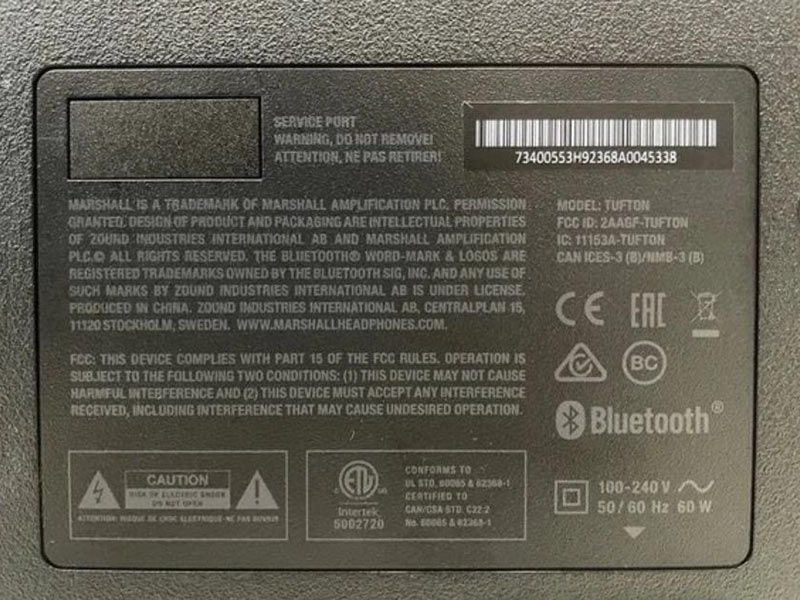 SERVICE PORT
WARNING, DO NOT REMOVE!
ATTENTION, NE PAS RETIRER!
73400553H92368A0045338
MARSHALL IS A TRADEMARK OF MARSHALL AMPLIFICATION PLC. PERMISSION
GRANTED. DESIGN OF PRODUCT AND PACKAGING ARE INTELLECTUAL PROPERTIES
OF ZOUND INDUSTRIES INTERNATIONAL AB AND MARSHALL AMPLIFICATION
PLC.© ALL RIGHTS RESERVED. THE BLUETOOTH® WORD-MARK & LOGOS ARE
REGISTERED TRADEMARKS OWNED BY THE BLUETOOTH SIG, INC. AND ANY USE OF
SUCH MARKS BY ZOUND INDUSTRIES INTERNATIONAL AB IS UNDER LICENSE.
PRODUCED IN CHINA. ZOUND INDUSTRIES INTERNATIONAL AB, CENTRALPLAN 15,
11120 STOCKHOLM, SWEDEN. WWW.MARSHALLHEADPHONES.COM.
FCC: THIS DEVICE COMPLIES WITH PART 15 OF THE FCC RULES. OPERATION IS
SUBJECT TO THE FOLLOWING TWO CONDITIONS: (1) THIS DEVICE MAY NOT CAUSE
HARMFUL INTERFERENCE AND (2) THIS DEVICE MUST ACCEPT ANY INTERFERENCE
RECEIVED, INCLUDING INTERFERENCE THAT MAY CAUSE UNDESIRED OPERATION.
MODEL: TUFTON
FCC ID: 2AAGF-TUFTON
IC: 11153A-TUFTON
CAN ICES-3 (B)/NMB-3 (B)
CE EAC
BC
Bluetooth®
CAUTION
RISK OF ELECTRIC SHOCK
DO NOT OPEN
ATTENTION: RISQUE DE CHOC ELECTRIQUE-NE PAS OUVRIR
ETL
Intertek
5002720
CONFORMS TO
UL STD. 60065 & 62368-1
CERTIFIED TO
CAN/CSA STD. C22.2
No. 60065 & 62368-1
100-240 V
50/60 Hz 60 W